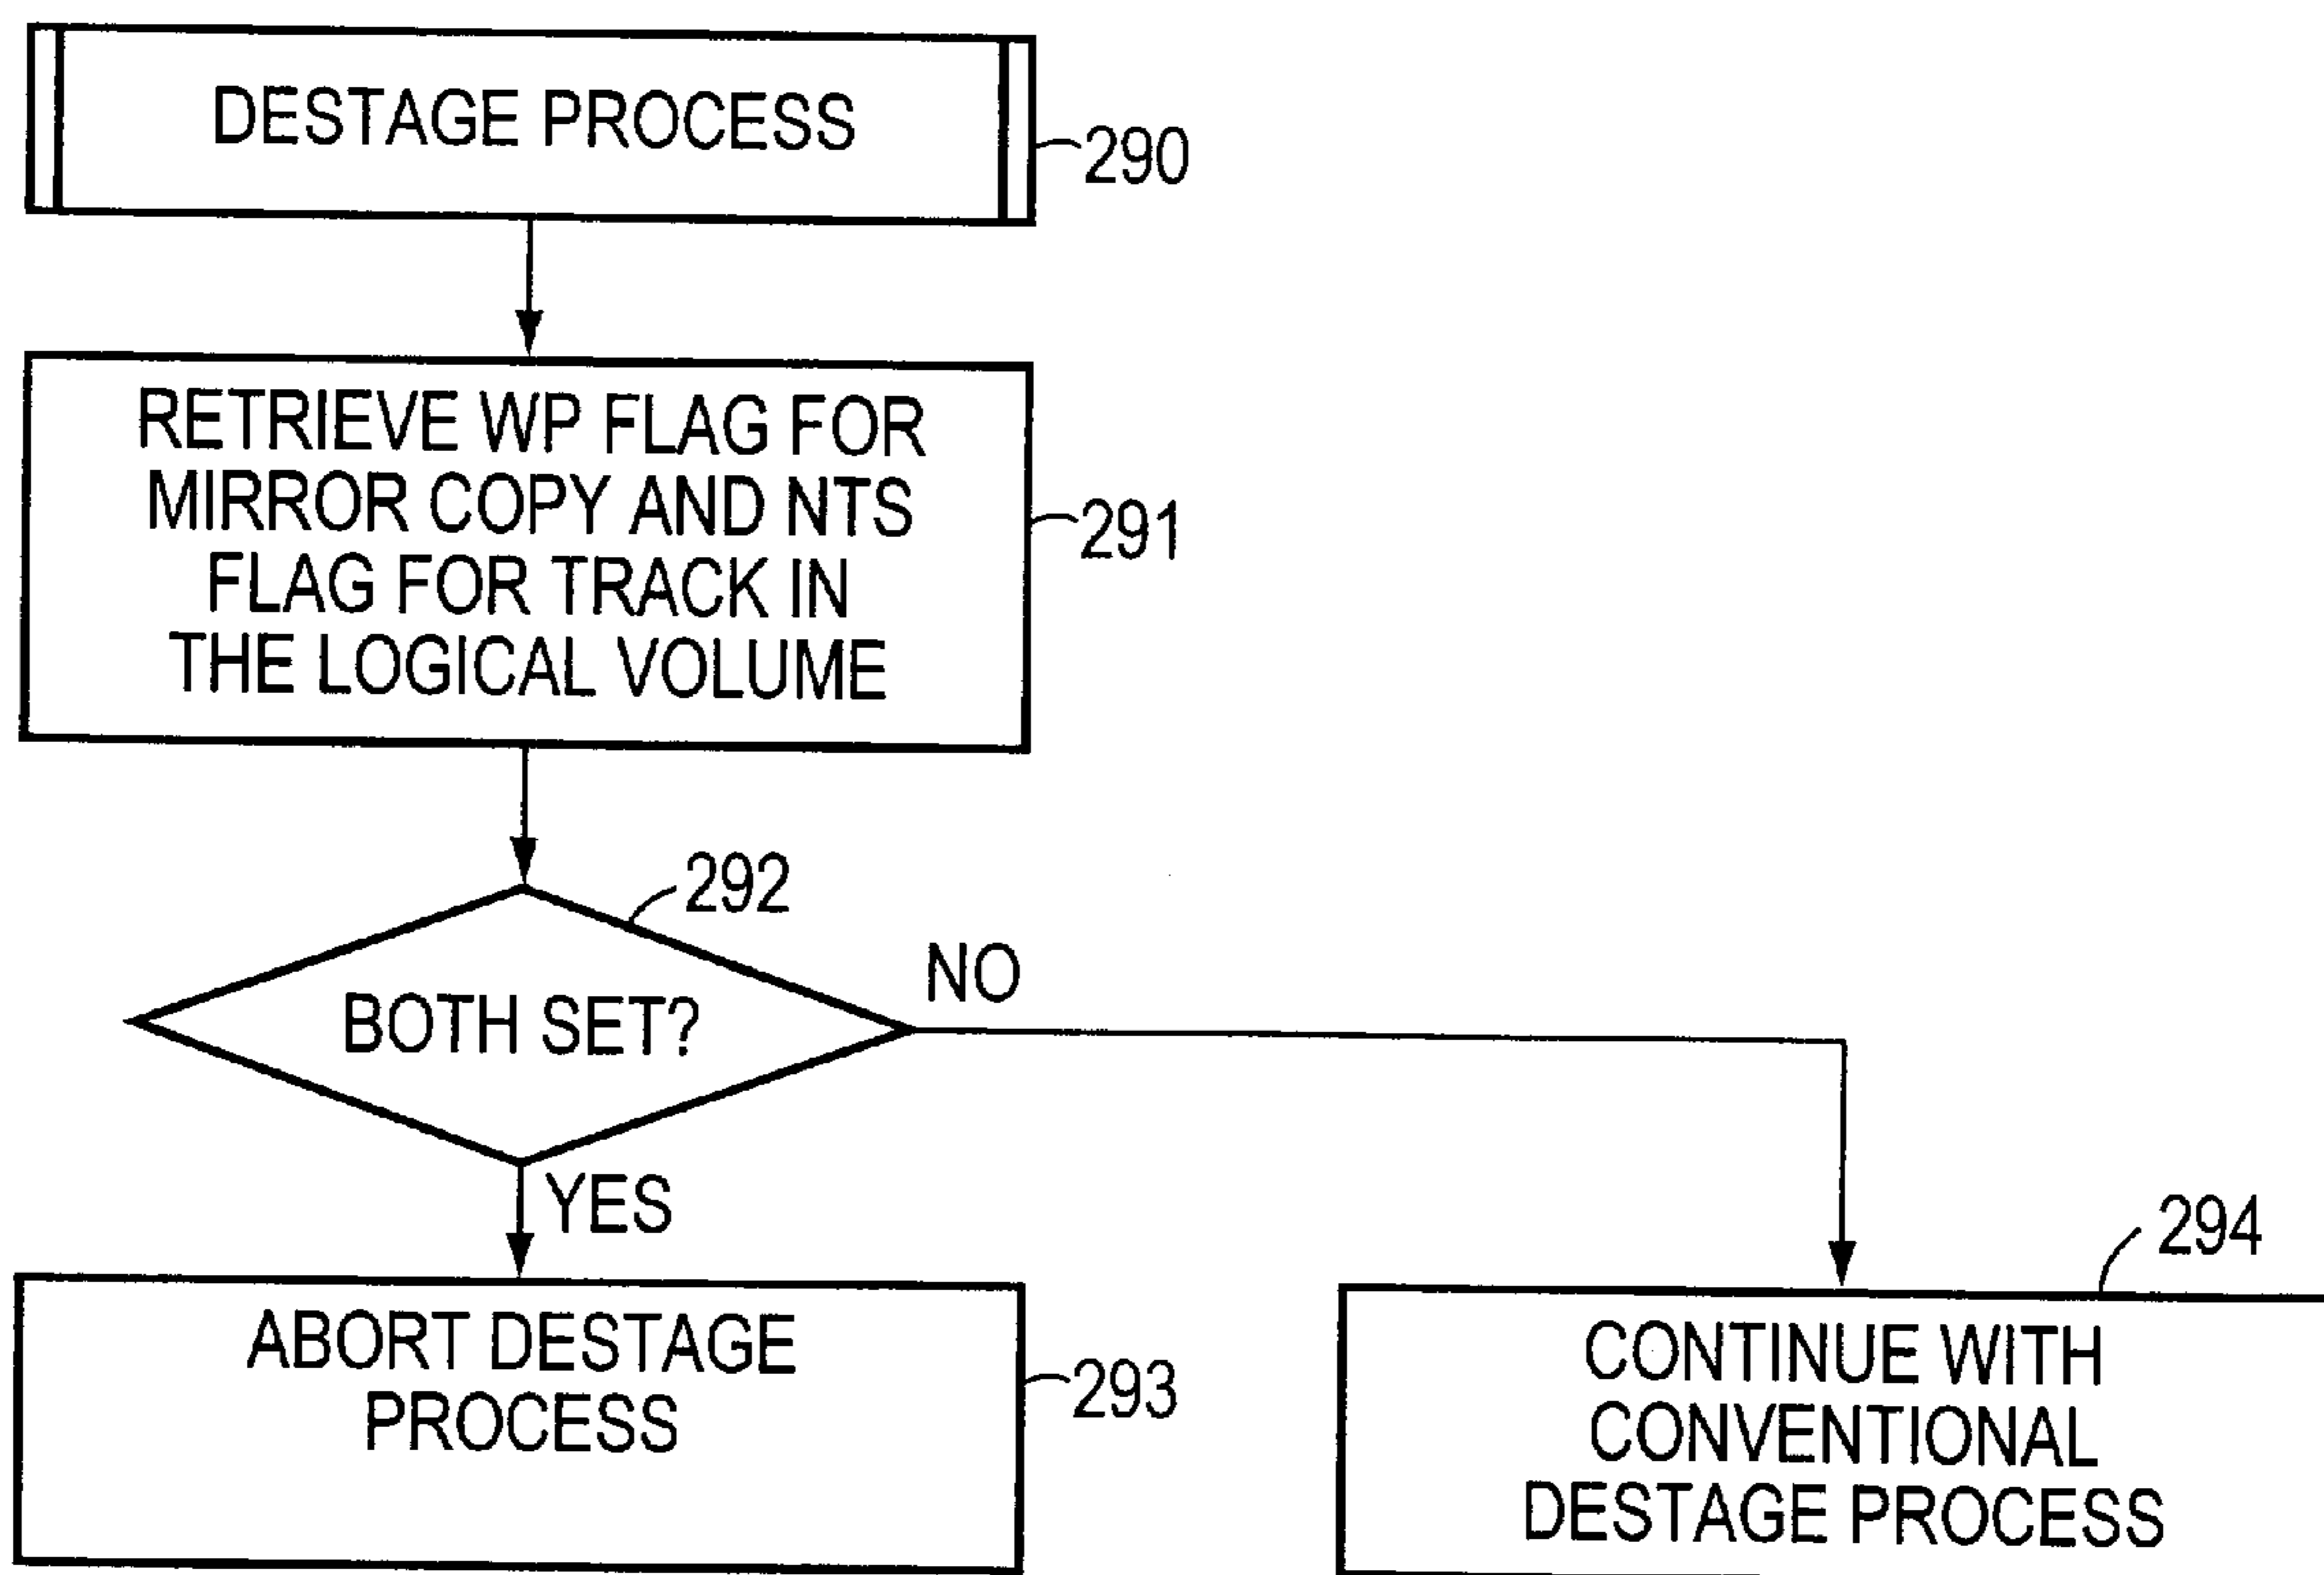 DESTAGE PROCESS
290
RETRIEVE WP FLAG FOR
MIRROR COPY AND NTS
FLAG FOR TRACK IN
THE LOGICAL VOLUME
291
292
BOTH SET?
NO
YES
ABORT DESTAGE
PROCESS
293
294
CONTINUE WITH
CONVENTIONAL
DESTAGE PROCESS